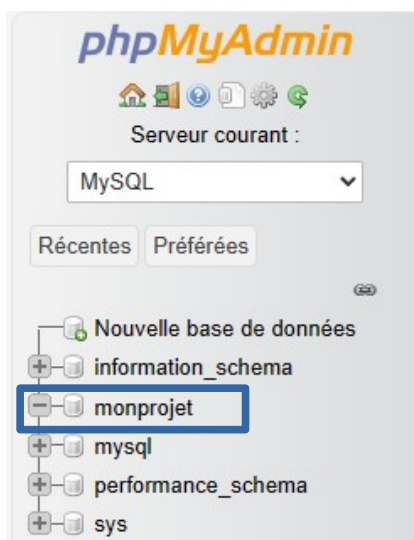 phpMyAdmin
Serveur courant :
MySQL
Récentes Préférées
Nouvelle base de données
information_schema
monprojet
mysql
performance_schema
sys